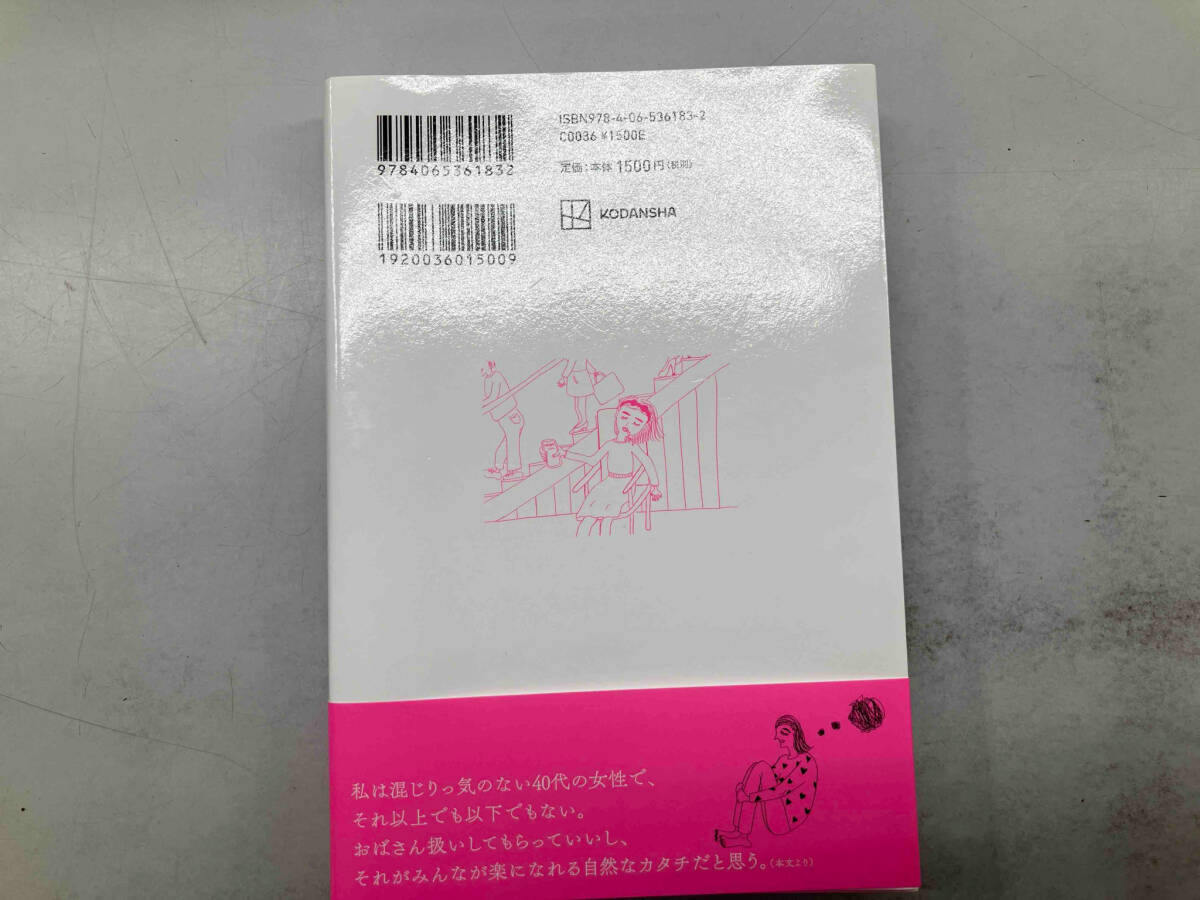 ISBN978-4-06-536183-2
C0036 ¥1500E
9784065361832
定価:本体1500円(税別)
KODANSHA
1920036015009
私は混じりっ気のない40代の女性で、
それ以上でも以下でもない。
おばさん扱いしてもらっていいし、
それがみんなが楽になれる自然なカタチだと思う。(本文より)